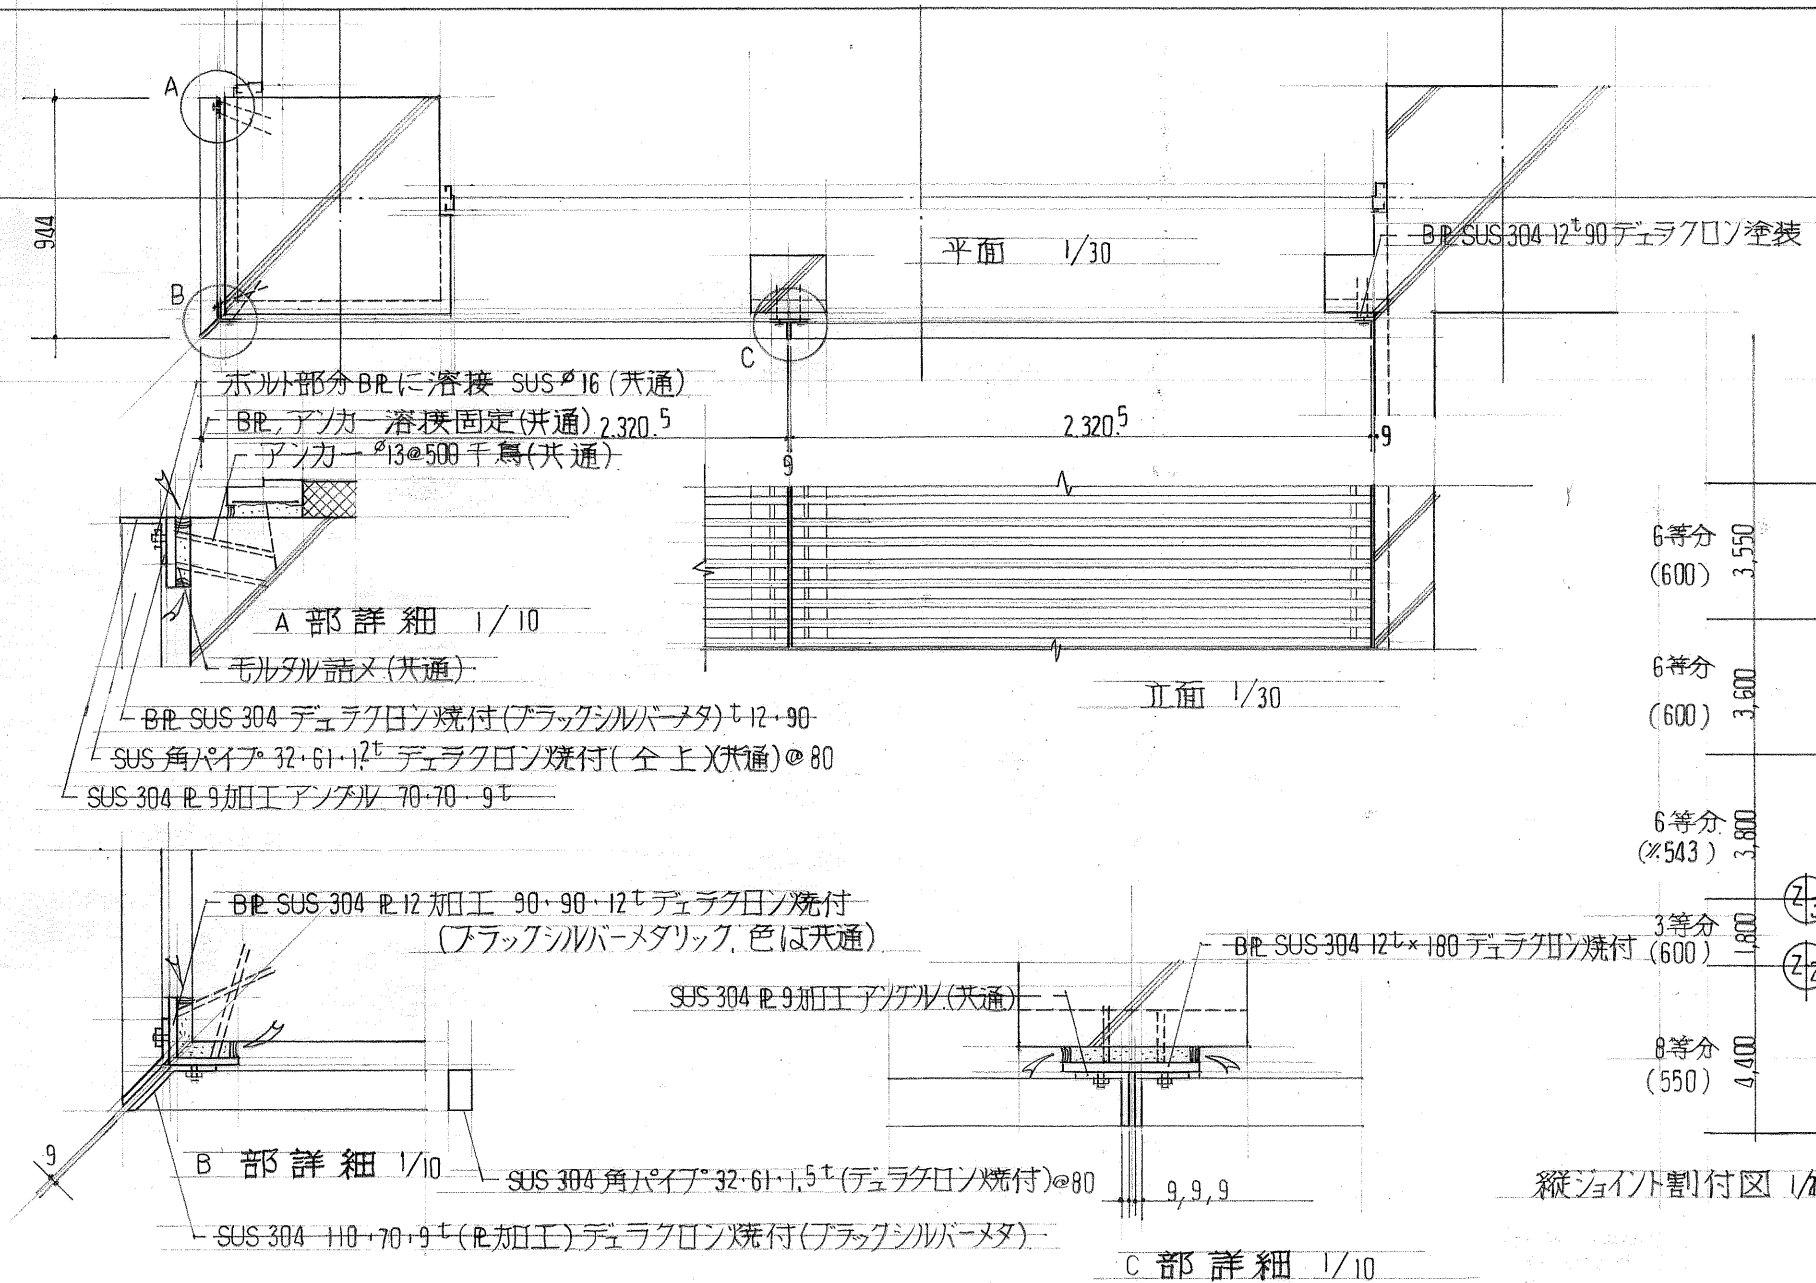 A
944
B
C
平面 1/30
BPL SUS 304 12t 90 デュラクロン塗装
ボルト部分BPLに溶接 SUS φ16 (共通)
BPL, アンカー溶接固定(共通)
アンカー φ13@500 千鳥(共通)
2.320.5
2.320.5
9
9
A 部詳細 1/10
モルタル詰メ(共通)
BPL SUS 304 デュラクロン焼付(ブラックシルバーメタ) t12・90
SUS 角パイプ 32・61・1.2t デュラクロン焼付(仝上)(共通)@80
SUS 304 PL 9加工アングル 70・70・9t
立面 1/30
6等分
(600)
3,550
6等分
(600)
3,600
6等分
(※543)
3,800
3等分
(600)
1,800
8等分
(550)
4,400
Z
3
Z
2
縦ジョイント割付図
BPL SUS 304 PL 12 加工 90・90・12t デュラクロン焼付
(ブラックシルバーメタリック, 色は共通)
9
B 部詳細 1/10
SUS 304 角パイプ 32・61・1.5t (デュラクロン焼付)@80
SUS 304 110・70・9t (PL加工) デュラクロン焼付(ブラックシルバーメタ)
BPL SUS 304 12t×180 デュラクロン焼付
SUS 304 PL 9加工アングル(共通)
9,9,9
C 部詳細 1/10